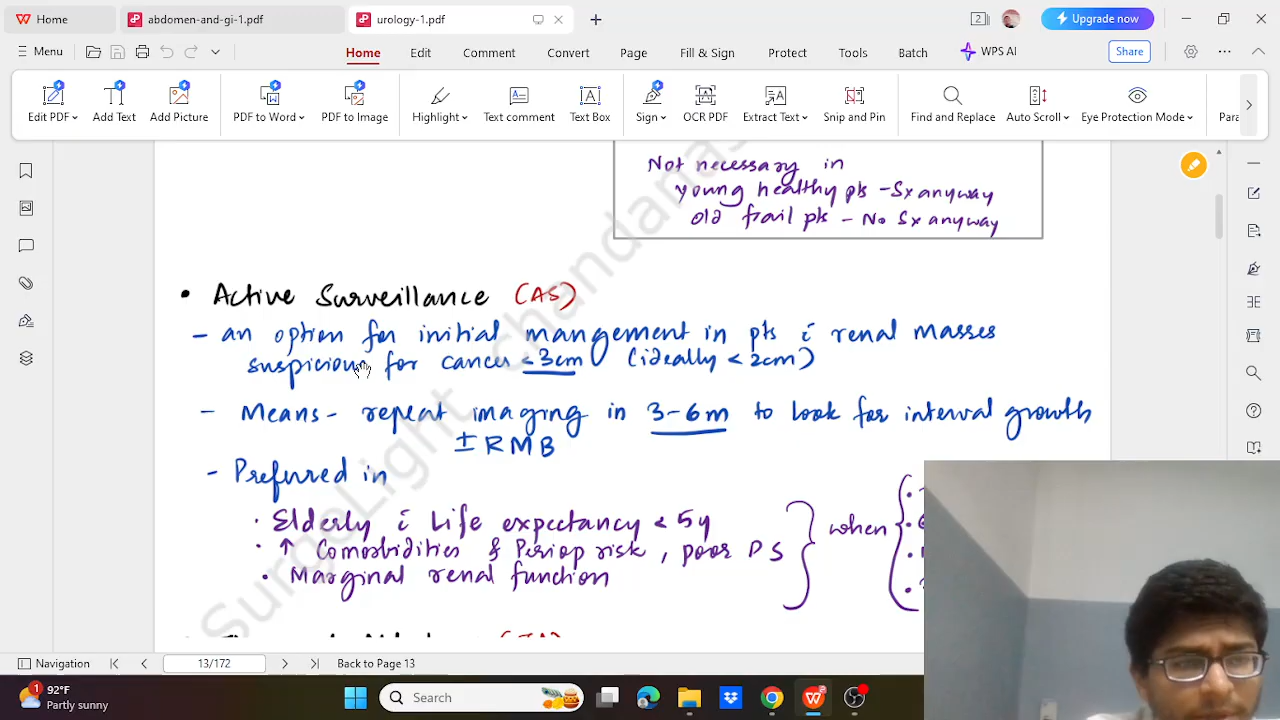 Home
abdomen-and-gi-1.pdf
urology-1.pdf
2
Upgrade now
Menu
Home
Edit
Comment
Convert
Page
Fill & Sign
Protect
Tools
Batch
WPS AI
Share
Edit PDF
Add Text
Add Picture
PDF to Word
PDF to Image
Highlight
Text comment
Text Box
Sign
OCR PDF
Extract Text
Snip and Pin
Find and Replace
Auto Scroll
Eye Protection Mode
Para
Not necessary in
young healthy pts - Sx anyway
old frail pts - No Sx anyway
• Active Surveillance (AS)
- an option for initial mangement in pts c renal masses
suspicious for cancer < 3cm (ideally < 2cm)
- Means - repeat imaging in 3-6m to look for interval growth
± RMB
- Preferred in
• Elderly c Life expectancy < 5y
• ↑ Comorbidities & Periop risk, poor PS
• Marginal renal function
when
SurgoLight Chandana
Navigation
13/172
Back to Page 13
1
92°F
Partly sunny
Search